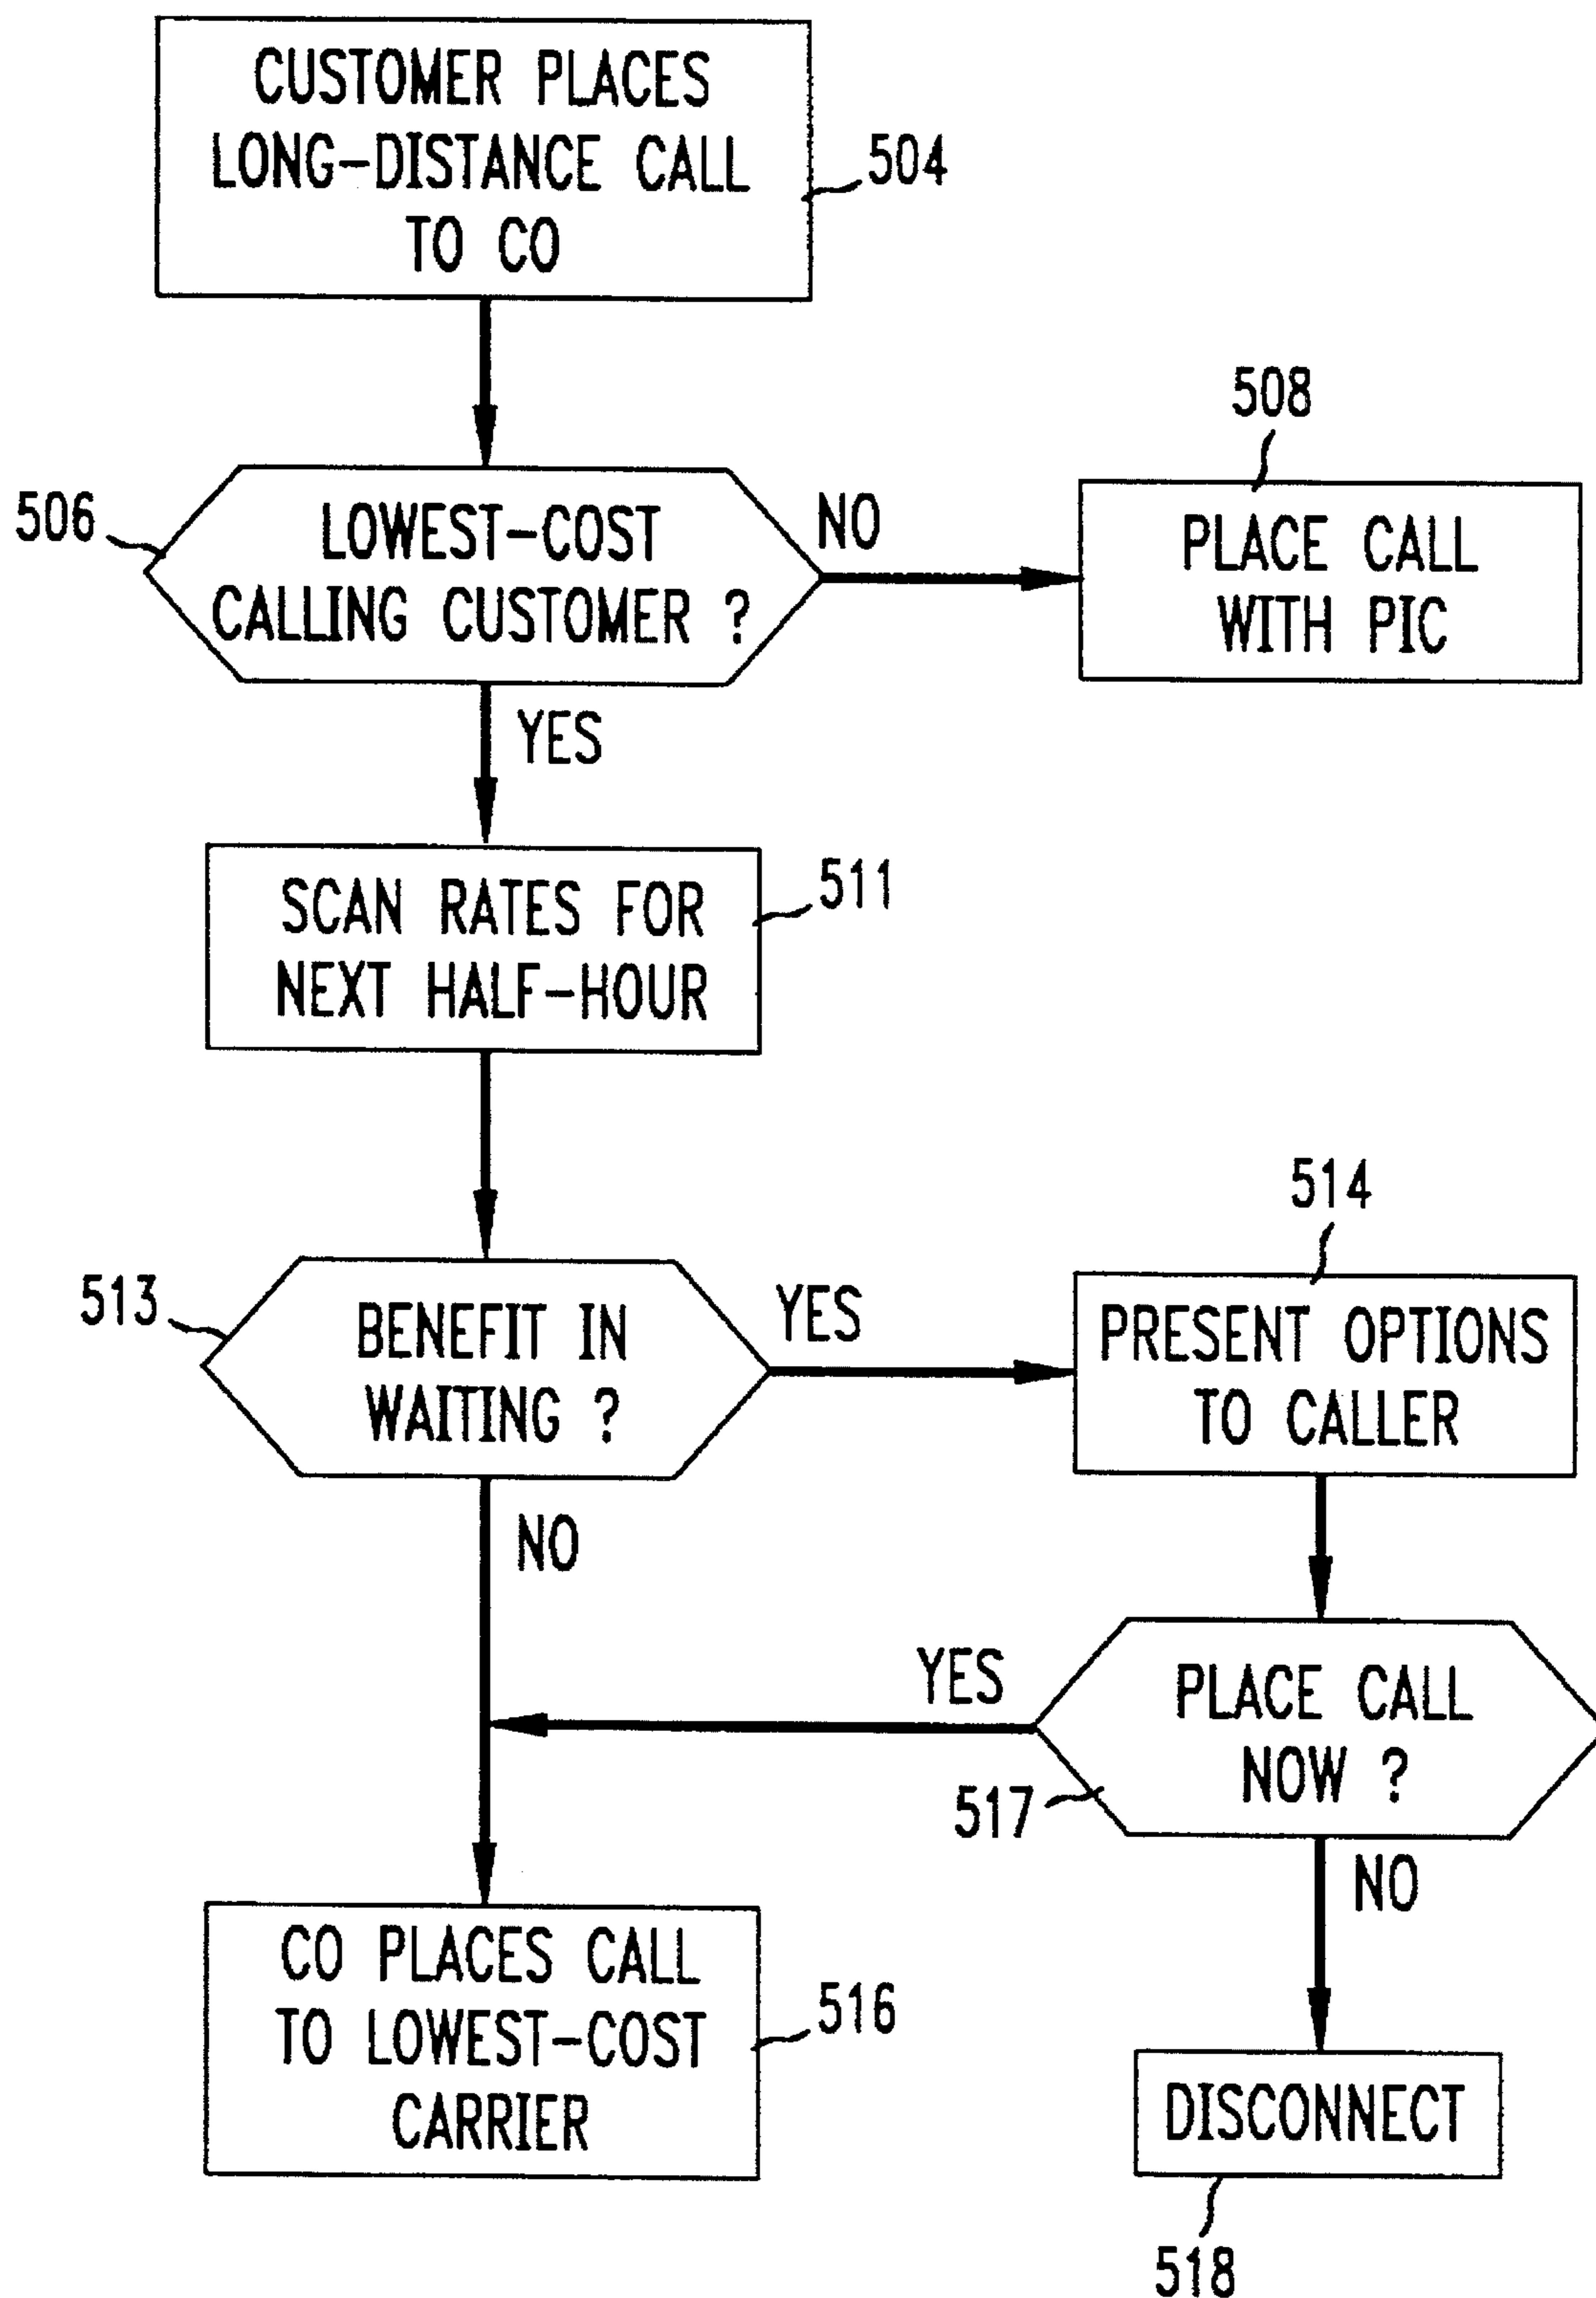 CUSTOMER PLACES
LONG-DISTANCE CALL
TO CO
504
508
506
LOWEST-COST
CALLING CUSTOMER ?
NO
PLACE CALL
WITH PIC
YES
SCAN RATES FOR
NEXT HALF-HOUR
511
514
513
BENEFIT IN
WAITING ?
YES
PRESENT OPTIONS
TO CALLER
NO
YES
PLACE CALL
NOW ?
517
NO
CO PLACES CALL
TO LOWEST-COST
CARRIER
516
DISCONNECT
518